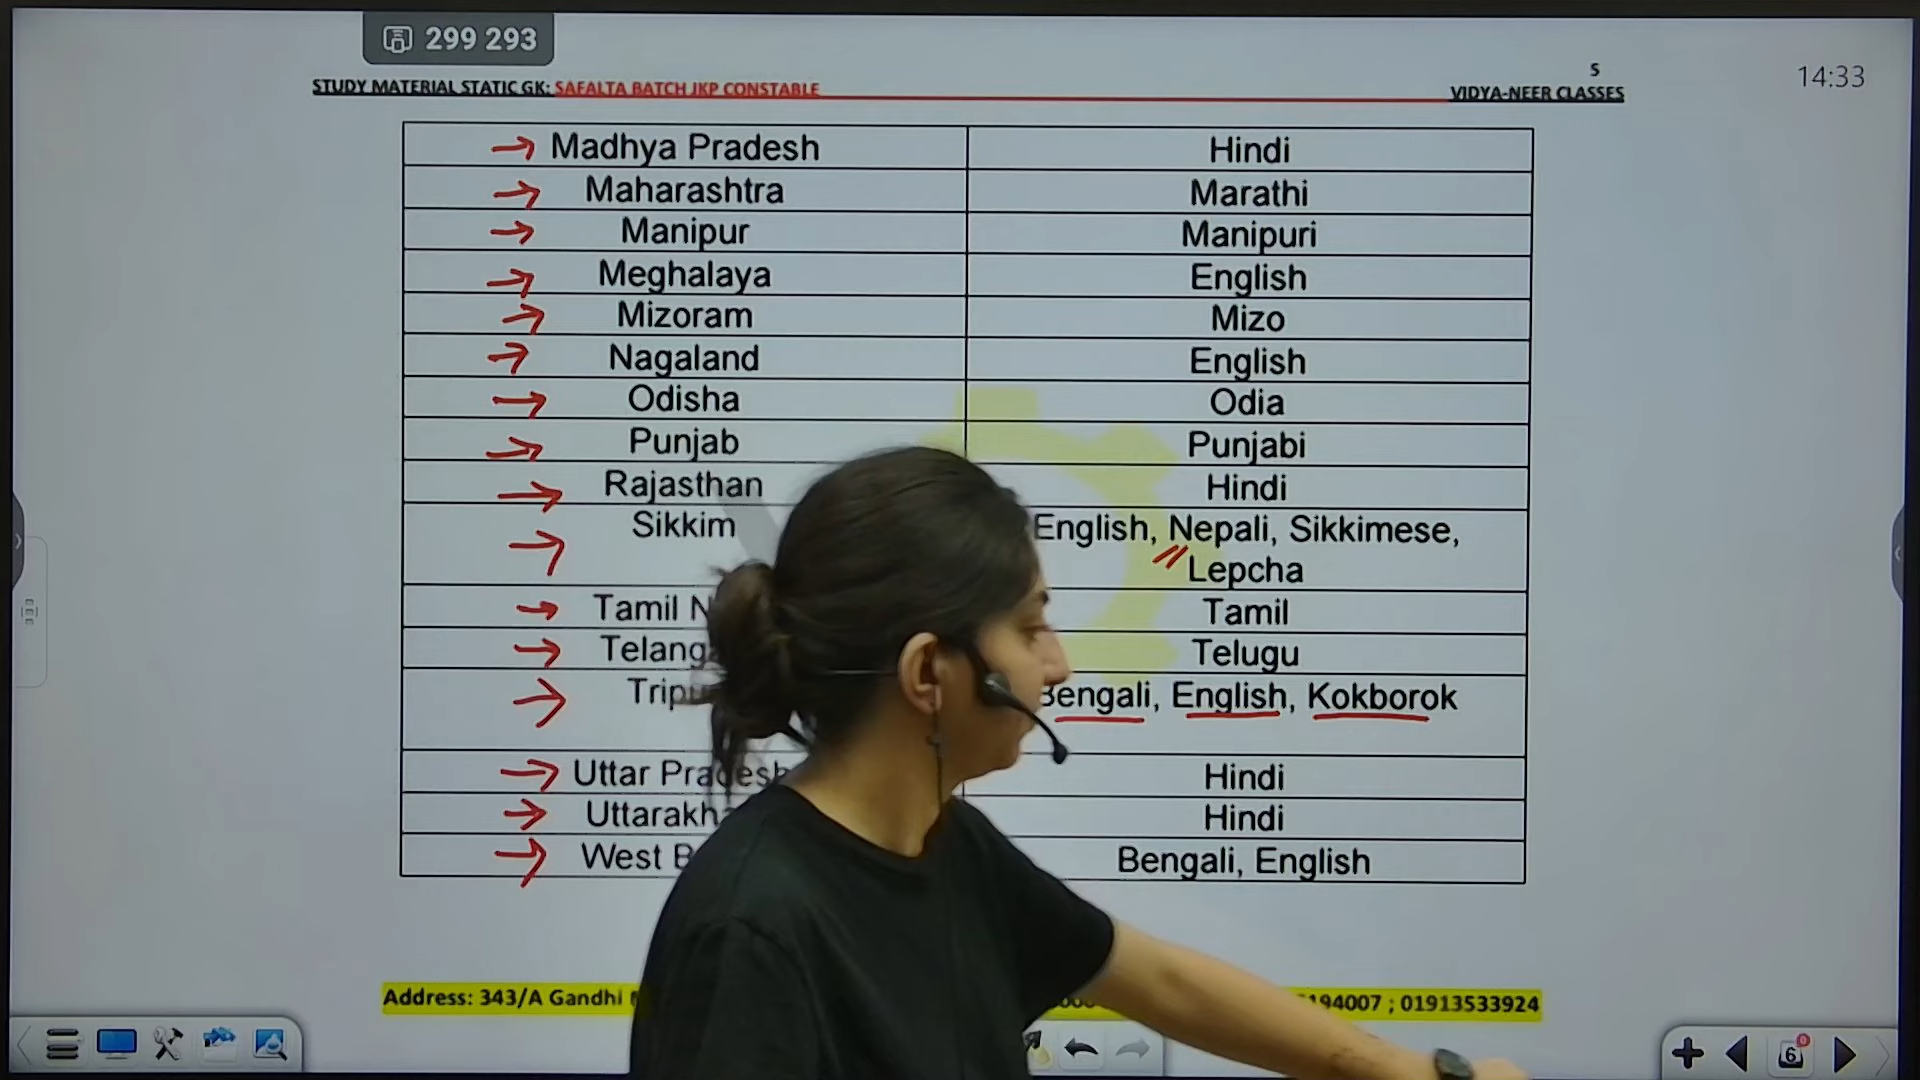 299 293
S
STUDY MATERIAL STATIC GK: SAFALTA BATCH JKP CONSTABLE VIDYA-NEER CLASSES
14:33
Madhya Pradesh Hindi
Maharashtra Marathi
Manipur Manipuri
Meghalaya English
Mizoram Mizo
Nagaland English
Odisha Odia
Punjab Punjabi
Rajasthan Hindi
Sikkim English, Nepali, Sikkimese,
Lepcha
Tamil Tamil
Telugu
Bengali, English, Kokborok
Uttar Pradesh Hindi
Hindi
West Bengali, English
Address: 343/A Gandhi 194007 ; 01913533924
6